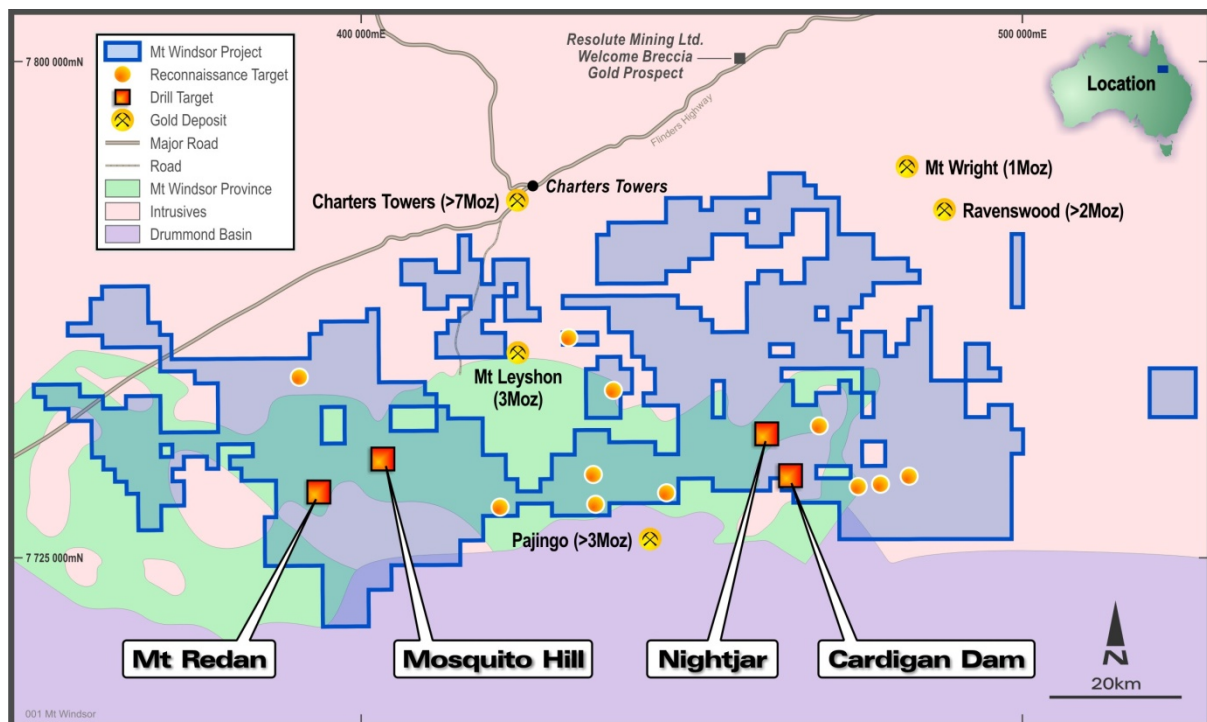 400 000mE
500 000mE
7 800 000mN
Mt Windsor Project
Reconnaissance Target
Drill Target
Gold Deposit
Major Road
Road
Mt Windsor Province
Intrusives
Drummond Basin
Resolute Mining Ltd.
Welcome Breccia
Gold Prospect
Flinders Highway
Location
Charters Towers
Charters Towers (>7Moz)
Mt Wright (1Moz)
Ravenswood (>2Moz)
Mt Leyshon
(3Moz)
Pajingo (>3Moz)
7 725 000mN
Mt Redan
Mosquito Hill
Nightjar
Cardigan Dam
N
20km
001 Mt Windsor